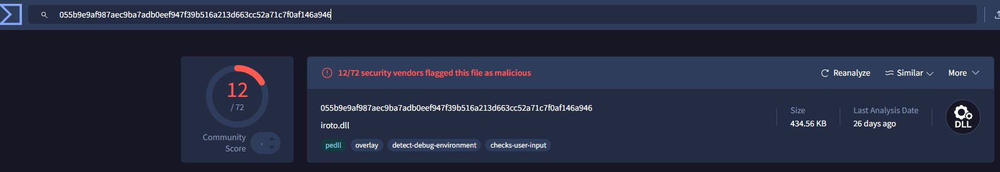 055b9e9af987aec9ba7adb0eef947f39b516a213d663cc52a71c7f0af146a946
12
/ 72
Community
Score
12/72 security vendors flagged this file as malicious
Reanalyze
Similar
More
055b9e9af987aec9ba7adb0eef947f39b516a213d663cc52a71c7f0af146a946
iroto.dll
pedll
overlay
detect-debug-environment
checks-user-input
Size
434.56 KB
Last Analysis Date
26 days ago
DLL